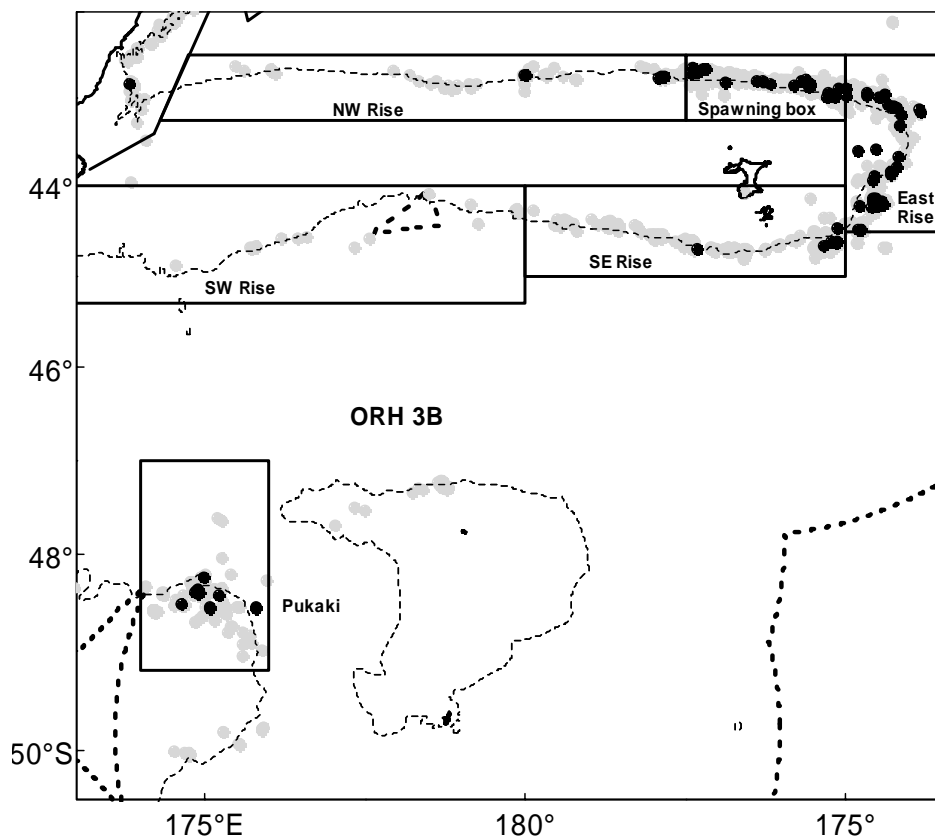 NW Rise
Spawning box
44°
East
Rise
SE Rise
SW Rise
46°
ORH 3B
48°
Pukaki
50°S
175°E
180°
175°